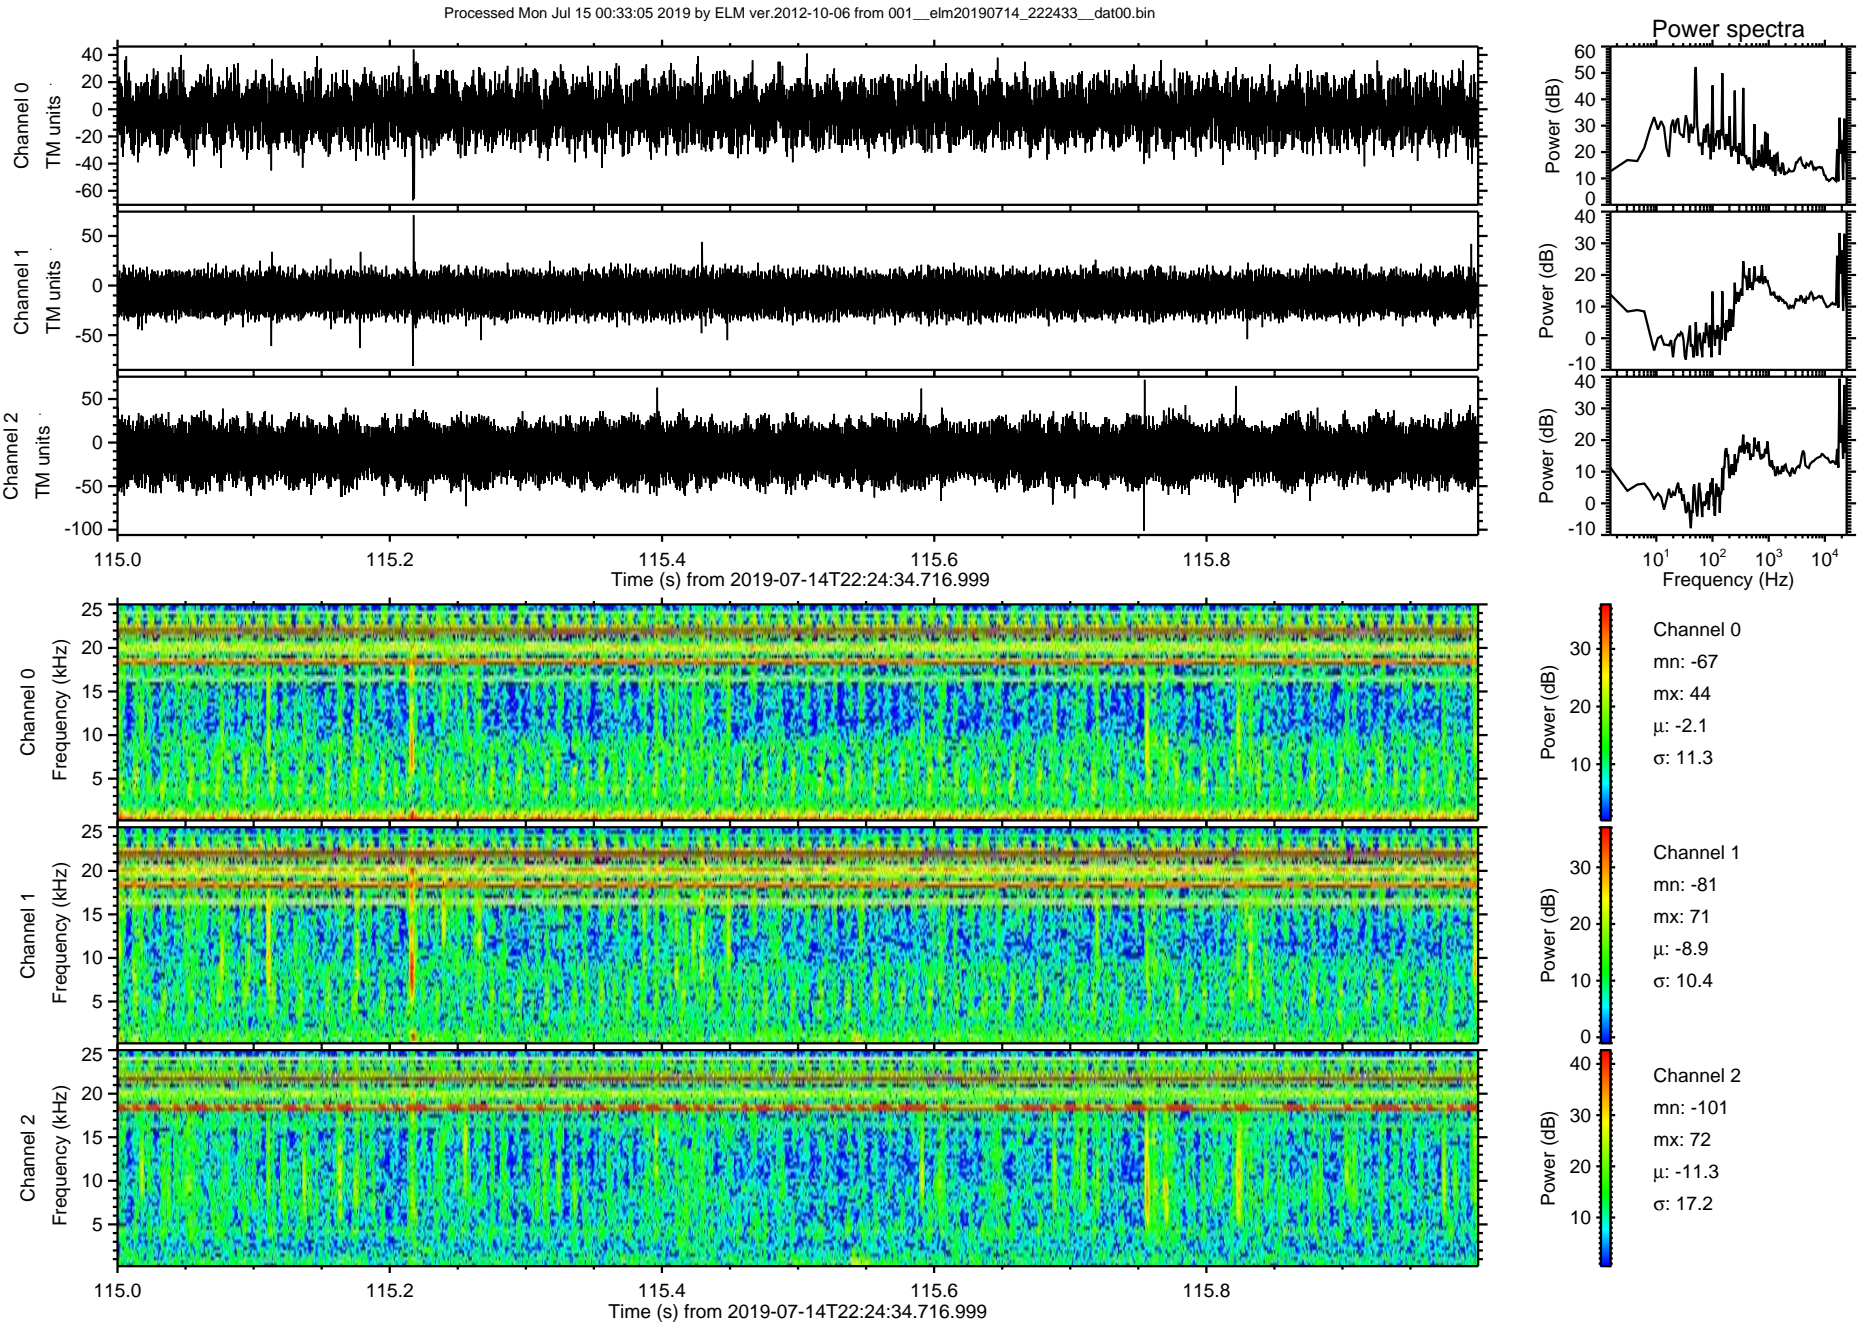 Processed Mon Jul 15 00:33:05 2019 by ELM ver.2012-10-06 from 001__elm20190714_222433__dat00.bin
Power spectra
Channel 0
TM units
40
20
0
-20
-40
-60
Power (dB)
60
50
40
30
20
10
0
Channel 1
TM units
50
0
-50
Power (dB)
40
30
20
10
0
-10
Channel 2
TM units
50
0
-50
-100
Power (dB)
40
30
20
10
0
-10
115.0 115.2 115.4 115.6 115.8
Time (s) from 2019-07-14T22:24:34.716.999
10¹ 10² 10³ 10⁴
Frequency (Hz)
Channel 0
Frequency (kHz)
25
20
15
10
5
Power (dB)
30
20
10
Channel 0
mn: -67
mx: 44
μ: -2.1
σ: 11.3
Channel 1
Frequency (kHz)
25
20
15
10
5
Power (dB)
30
20
10
0
Channel 1
mn: -81
mx: 71
μ: -8.9
σ: 10.4
Channel 2
Frequency (kHz)
25
20
15
10
5
Power (dB)
40
30
20
10
Channel 2
mn: -101
mx: 72
μ: -11.3
σ: 17.2
115.0 115.2 115.4 115.6 115.8
Time (s) from 2019-07-14T22:24:34.716.999